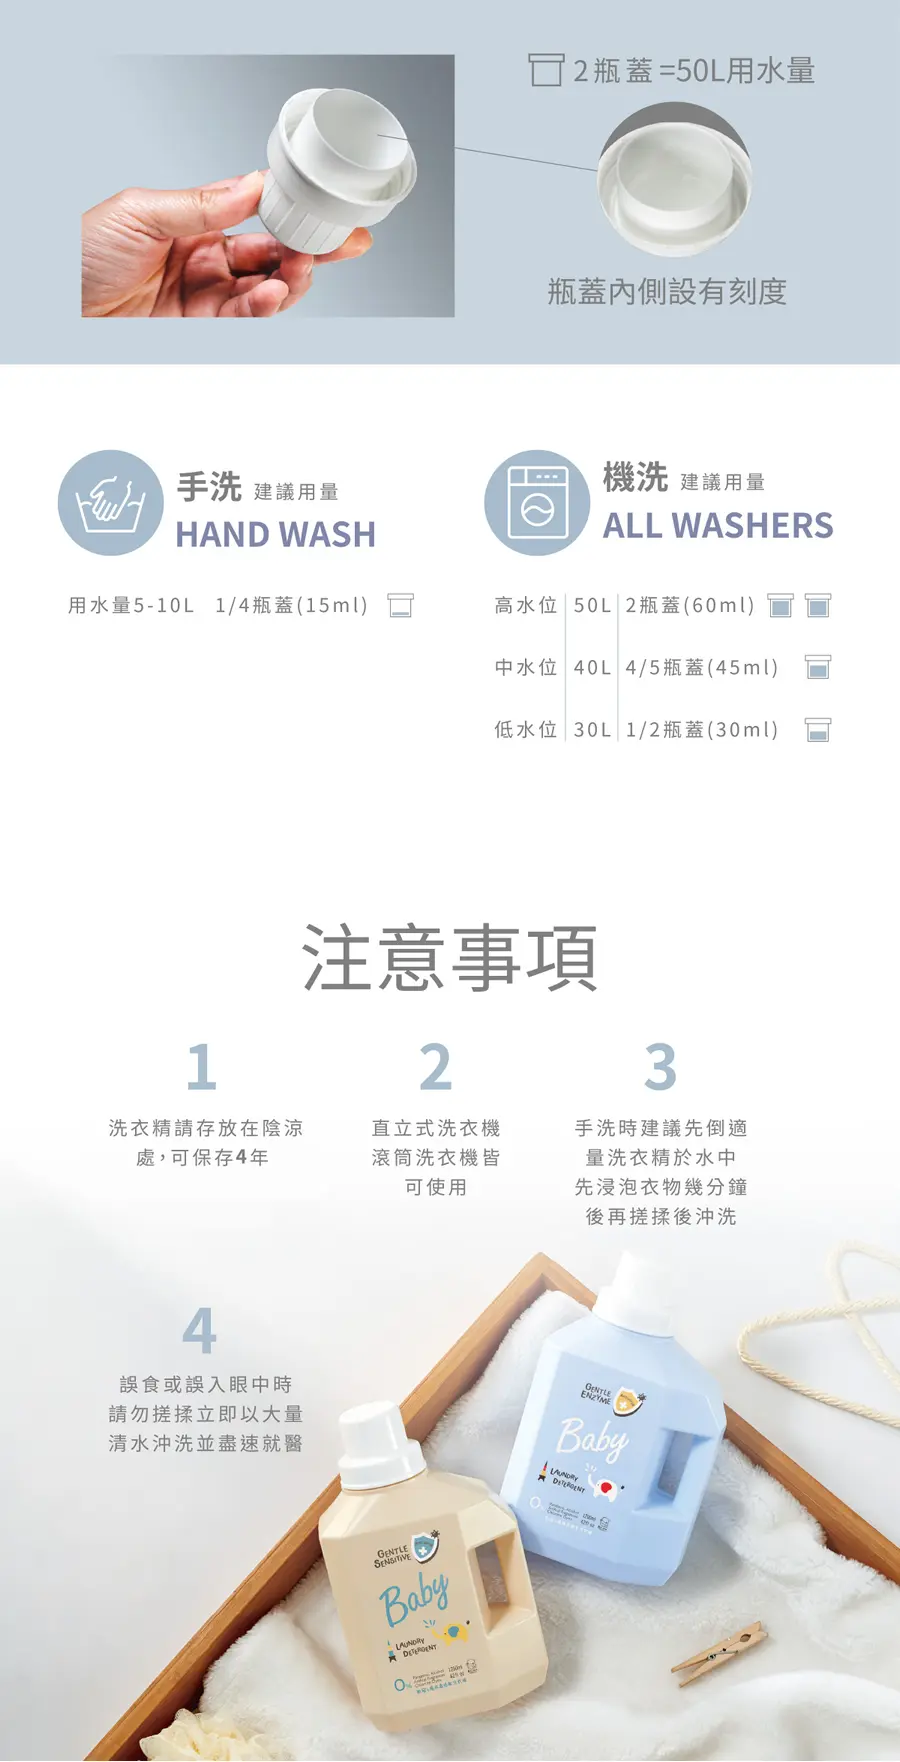 2瓶蓋=50L用水量
瓶蓋內側設有刻度
手洗 建議用量
HAND WASH
用水量5-10L 1/4瓶蓋(15ml)
機洗 建議用量
ALL WASHERS
高水位 50L 2瓶蓋(60ml)
中水位 40L 4/5瓶蓋(45ml)
低水位 30L 1/2瓶蓋(30ml)
注意事項
1
洗衣精請存放在陰涼
處,可保存4年
2
直立式洗衣機
滾筒洗衣機皆
可使用
3
手洗時建議先倒適
量洗衣精於水中
先浸泡衣物幾分鐘
後再搓揉後沖洗
4
誤食或誤入眼中時
請勿搓揉立即以大量
清水沖洗並盡速就醫
GENTLE
ENZYME
Baby
LAUNDRY
DETERGENT
GENTLE
SENSITIVE
Baby
LAUNDRY
DETERGENT
0%